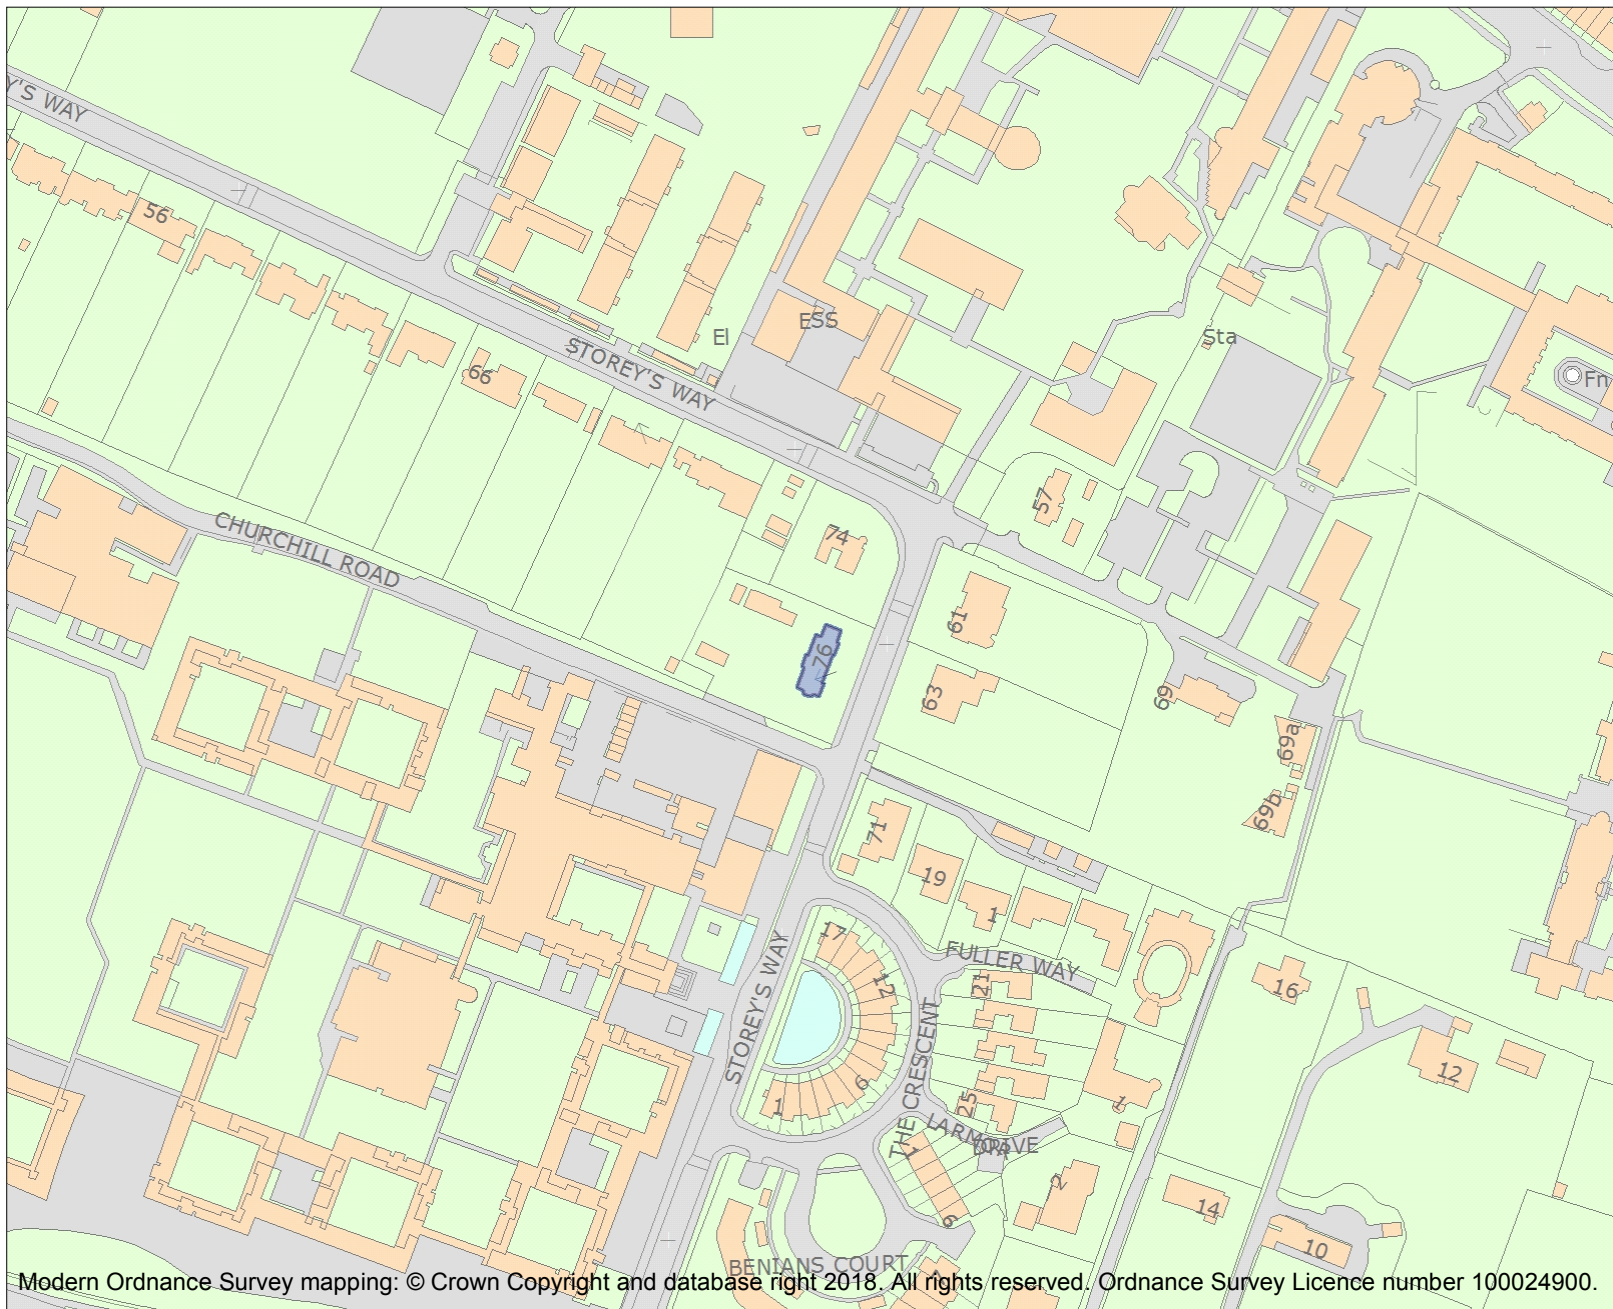 Y'S WAY
56
El
ESS
Sta
STOREY'S WAY
66
Fn
57
CHURCHILL ROAD
74
61
76
63
69
69a
69b
71
19
1
17
FULLER WAY
12
21
16
STOREY'S WAY
THE CRESCENT
12
6
1
25
1
LARMOR
DRIVE
1
2
14
6
10
BENIANS COURT
Modern Ordnance Survey mapping: © Crown Copyright and database right 2018. All rights reserved. Ordnance Survey Licence number 100024900.